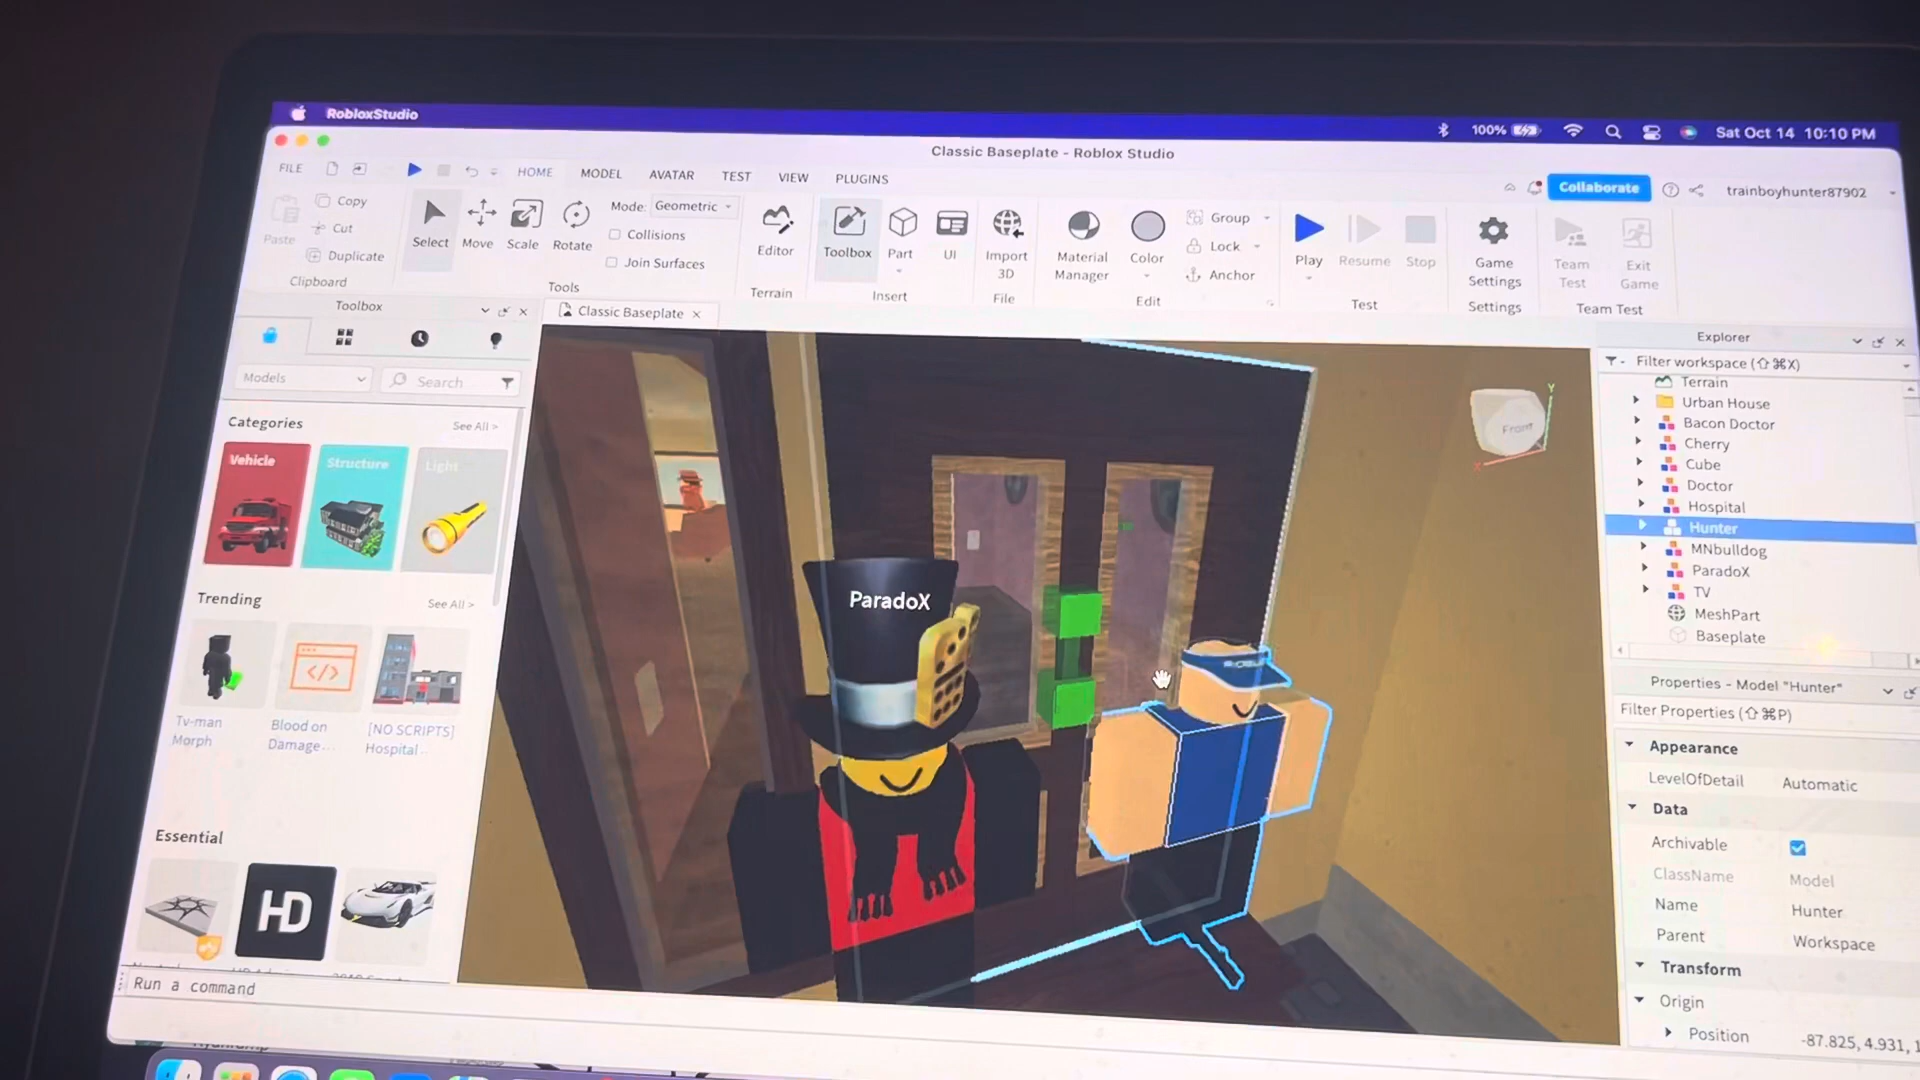 RobloxStudio
100%
Sat Oct 14 10:10 PM
Classic Baseplate - Roblox Studio
FILE
HOME
MODEL
AVATAR
TEST
VIEW
PLUGINS
Collaborate
trainboyhunter87902
Paste
Copy
Cut
Duplicate
Clipboard
Select
Move
Scale
Rotate
Mode: Geometric
Collisions
Join Surfaces
Tools
Editor
Terrain
Toolbox
Part
UI
Insert
Import
3D
File
Material
Manager
Color
Group
Lock
Anchor
Edit
Play
Resume
Stop
Test
Game
Settings
Settings
Team
Test
Exit
Game
Team Test
Toolbox
Classic Baseplate
Models
Search
Categories
See All >
Vehicle
Structure
Light
Trending
See All >
Tv-man
Morph
Blood on
Damage...
[NO SCRIPTS]
Hospital ..
Essential
HD
Run a command
ParadoX
Front
Y
X
Explorer
Filter workspace (⇧⌘X)
Terrain
Urban House
Bacon Doctor
Cherry
Cube
Doctor
Hospital
Hunter
MNbulldog
ParadoX
TV
MeshPart
Baseplate
Properties - Model "Hunter"
Filter Properties (⇧⌘P)
Appearance
LevelOfDetail Automatic
Data
Archivable
ClassName Model
Name Hunter
Parent Workspace
Transform
Origin
Position -87.825, 4.931, 1